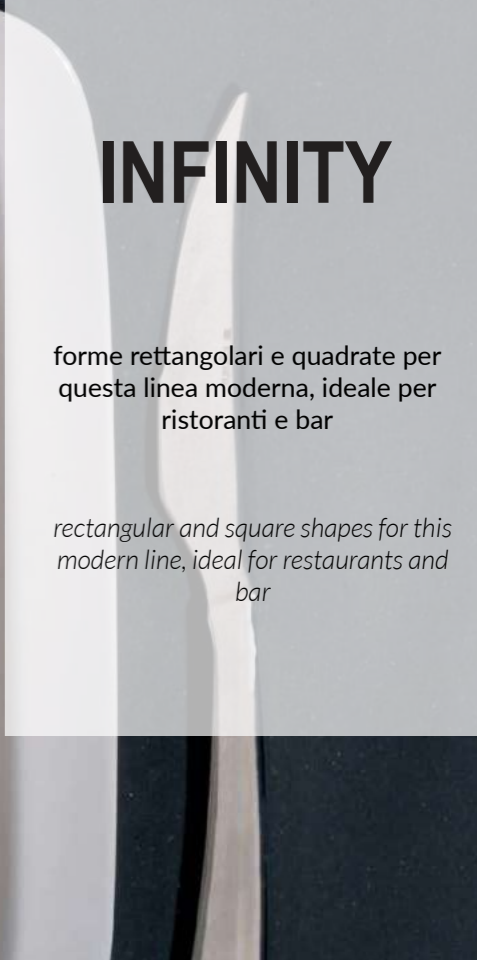 INFINITY
forme rettangolari e quadrate per
questa linea moderna, ideale per
ristoranti e bar
rectangular and square shapes for this
modern line, ideal for restaurants and
bar